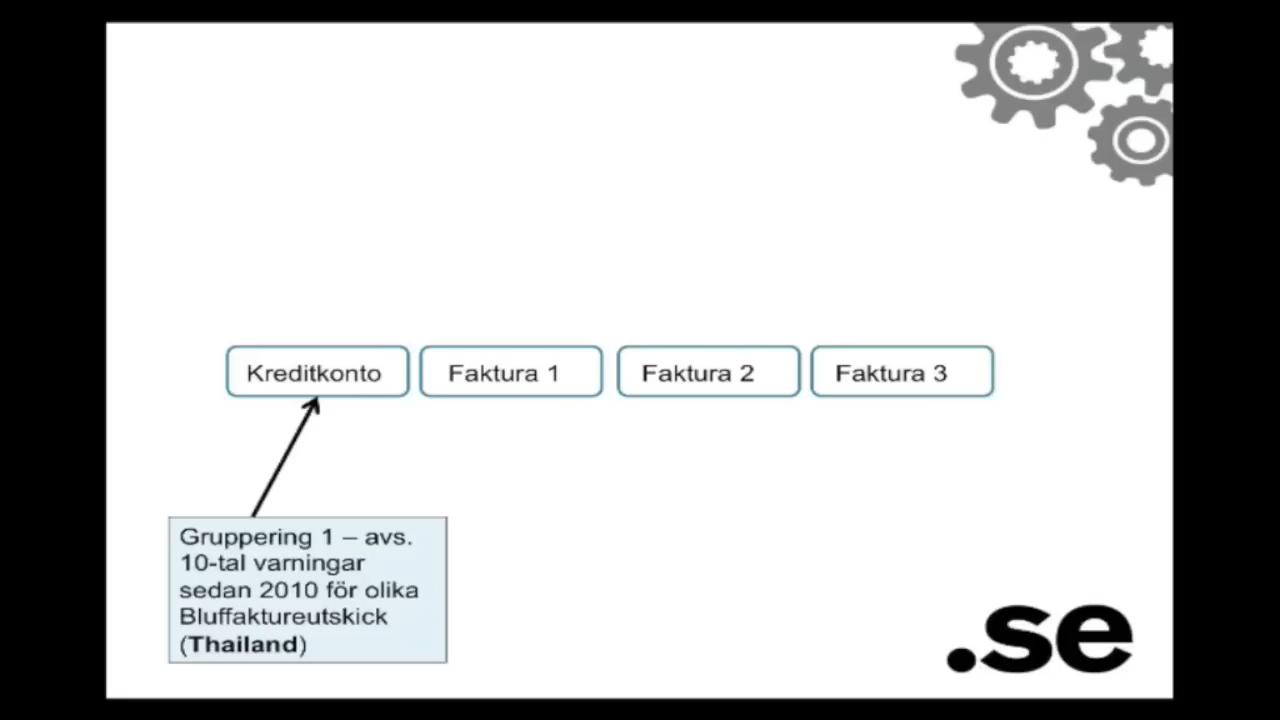 Kreditkonto
Faktura 1
Faktura 2
Faktura 3
Gruppering 1 – avs.
10-tal varningar
sedan 2010 för olika
Bluffaktureutskick
(Thailand)
.se